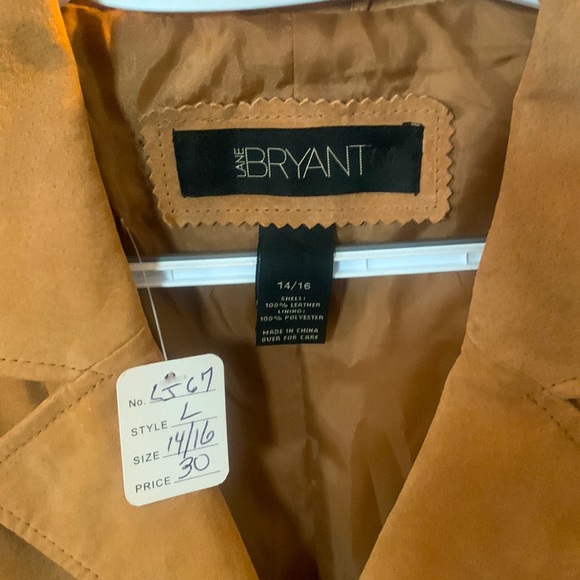 LANE BRYANT
14/16
SHELL:
100% LEATHER
LINING:
100% POLYESTER
MADE IN CHINA
OVER FOR CARE
No. LJ67
STYLE L
SIZE 14/16
PRICE 30